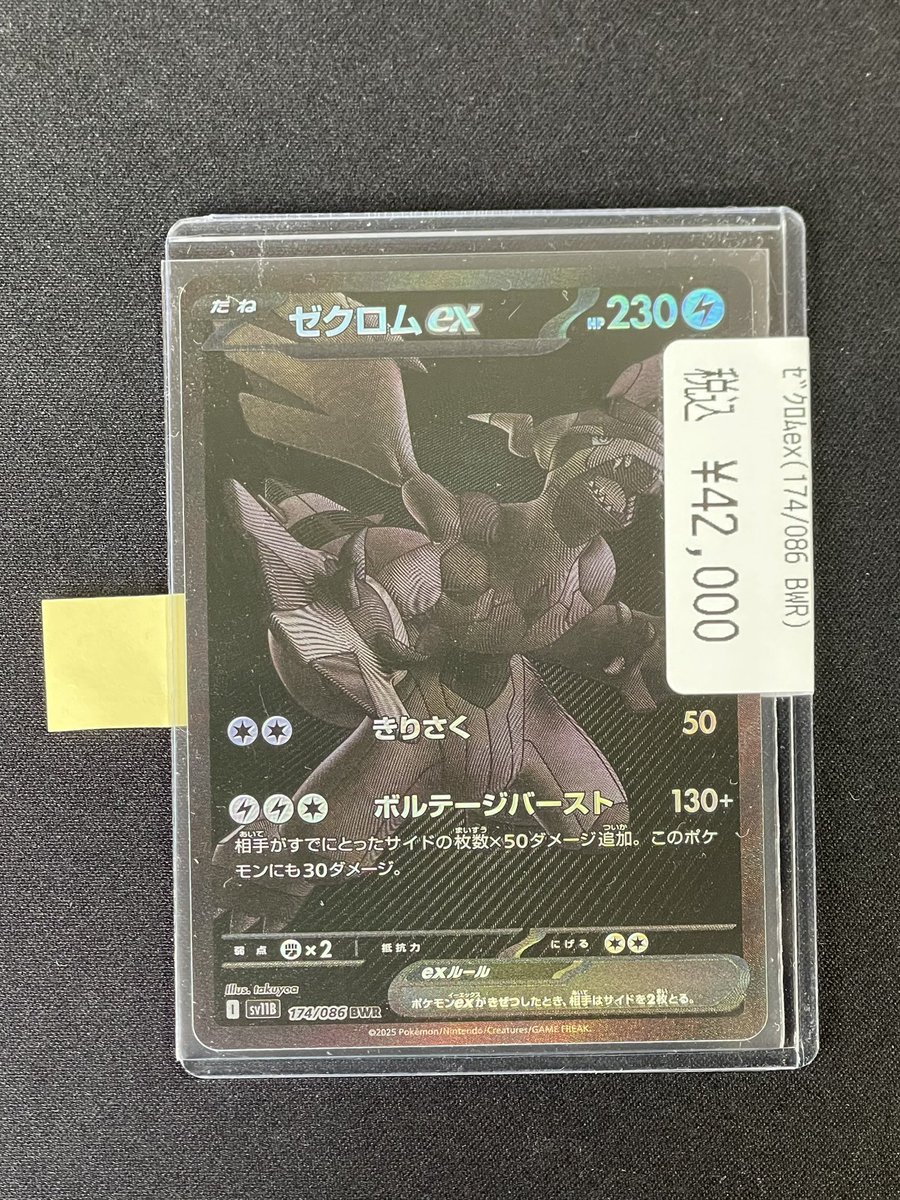 だね
ゼクロムex
HP230
税込 ¥42,000
ｾﾞｸﾛﾑex(174/086 BWR)
きりさく 50
ボルテージバースト 130+
相手がすでにとったサイドの枚数×50ダメージ追加。このポケ
モンにも30ダメージ。
弱点 ×2 抵抗力 にげる
exルール
ポケモンexがきぜつしたとき、相手はサイドを2枚とる。
Illus. takuyoa
I sv11B 174/086 BWR
©2025 Pokémon/Nintendo/Creatures/GAME FREAK.